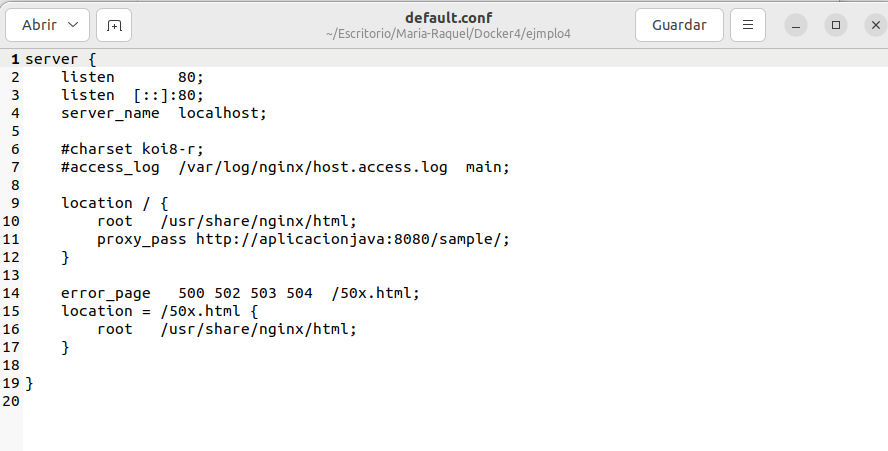 Abrir
default.conf
~/Escritorio/Maria-Raquel/Docker4/ejmplo4
Guardar
1 server {
2     listen       80;
3     listen  [::]:80;
4     server_name  localhost;
5
6     #charset koi8-r;
7     #access_log  /var/log/nginx/host.access.log  main;
8
9     location / {
10         root   /usr/share/nginx/html;
11         proxy_pass http://aplicacionjava:8080/sample/;
12     }
13
14     error_page   500 502 503 504  /50x.html;
15     location = /50x.html {
16         root   /usr/share/nginx/html;
17     }
18
19 }
20